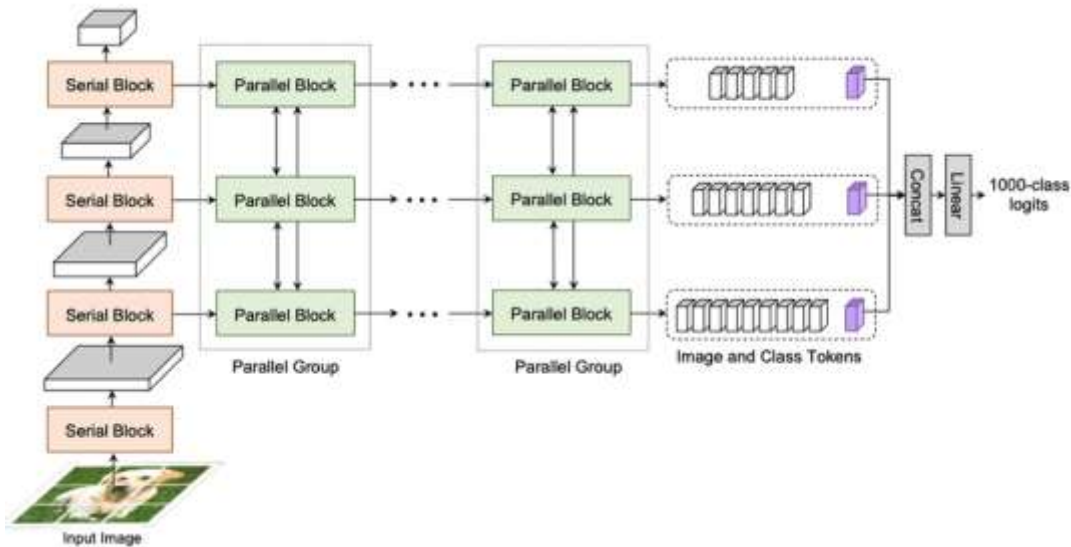 Serial Block
Parallel Block
Parallel Block
Serial Block
Parallel Block
Parallel Block
Concat
Linear
1000-class
logits
Serial Block
Parallel Block
Parallel Block
Parallel Group
Parallel Group
Image and Class Tokens
Serial Block
Input Image